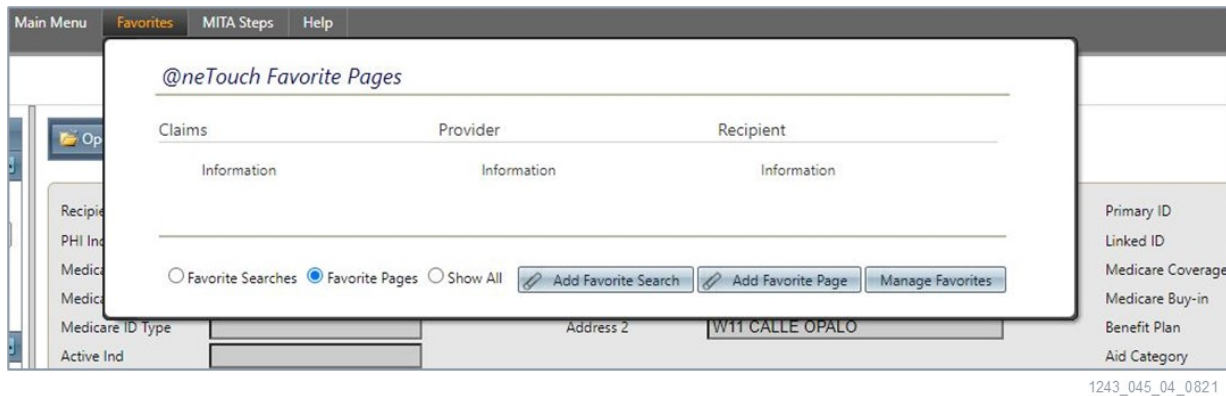 Main Menu Favorites MITA Steps Help
@neTouch Favorite Pages
Claims Provider Recipient
Information Information Information
Favorite Searches Favorite Pages Show All Add Favorite Search Add Favorite Page Manage Favorites
Primary ID
Linked ID
Medicare Coverage
Medicare Buy-in
Medicare ID Type Address 2 W11 CALLE OPALO Benefit Plan
Active Ind Aid Category
1243_045_04_0821